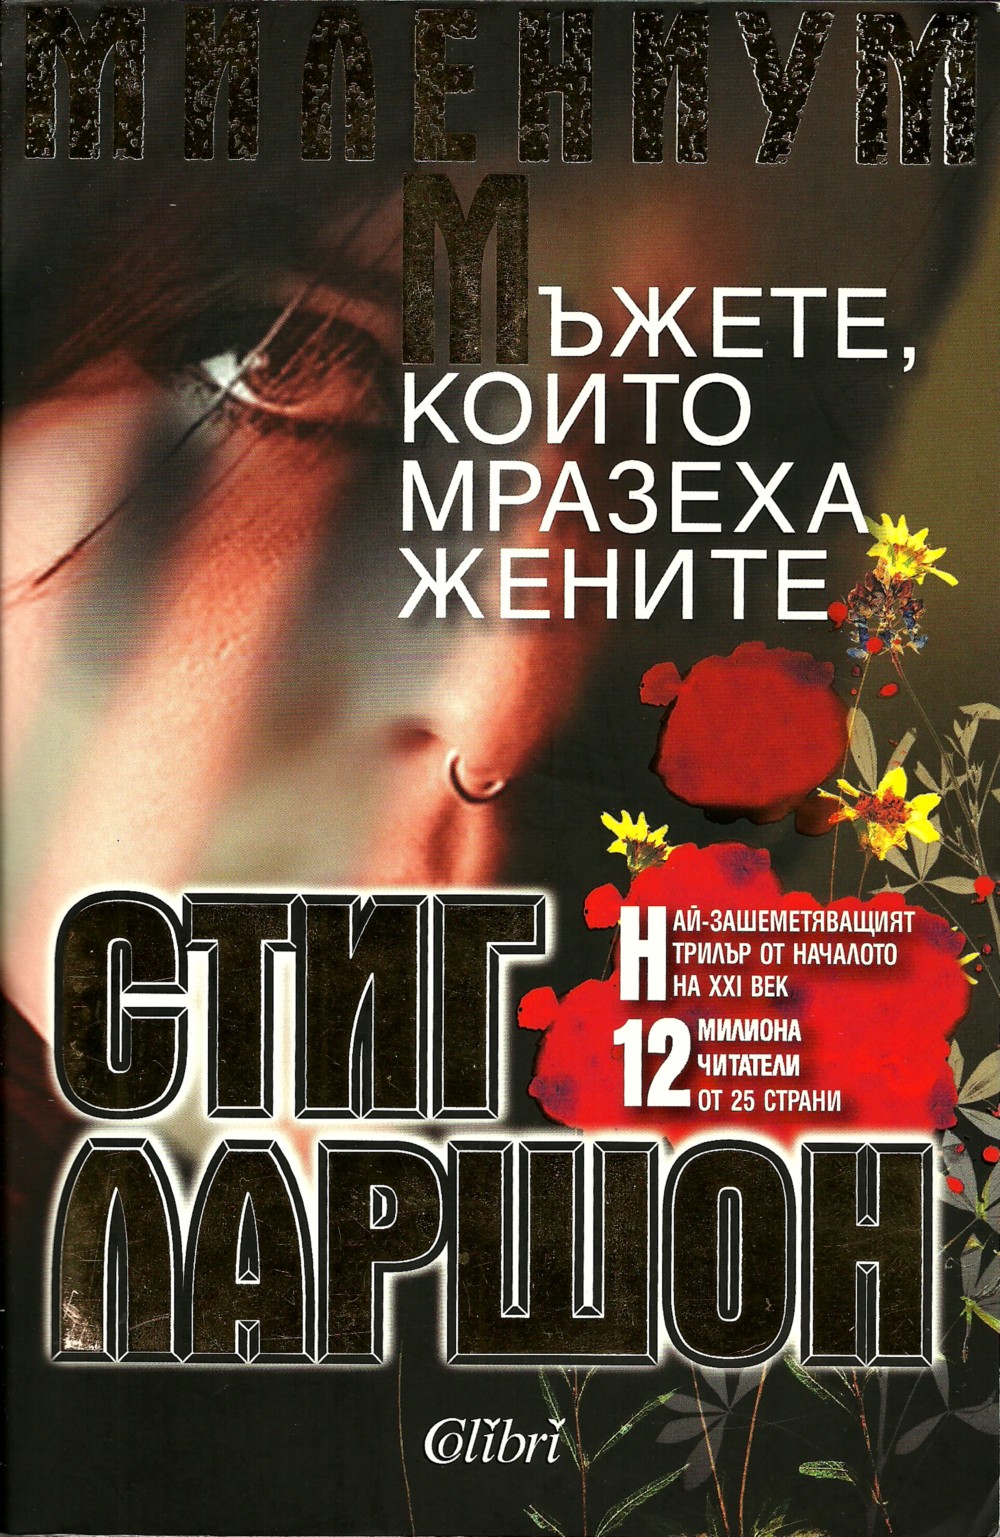 МИЛЕНИУМ
МЪЖЕТЕ,
КОИТО
МРАЗЕХА
ЖЕНИТЕ
НАЙ-ЗАШЕМЕТЯВАЩИЯТ
ТРИЛЪР ОТ НАЧАЛОТО
НА XXI ВЕК
12 МИЛИОНА
ЧИТАТЕЛИ
ОТ 25 СТРАНИ
СТИГ
ЛАРШОН
Colibri